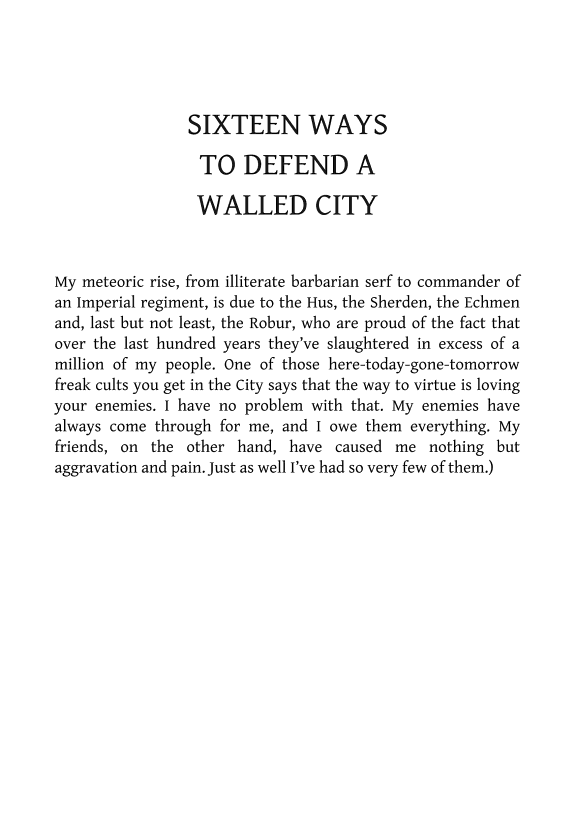 SIXTEEN WAYS
TO DEFEND A
WALLED CITY
My meteoric rise, from illiterate barbarian serf to commander of
an Imperial regiment, is due to the Hus, the Sherden, the Echmen
and, last but not least, the Robur, who are proud of the fact that
over the last hundred years they’ve slaughtered in excess of a
million of my people. One of those here-today-gone-tomorrow
freak cults you get in the City says that the way to virtue is loving
your enemies. I have no problem with that. My enemies have
always come through for me, and I owe them everything. My
friends, on the other hand, have caused me nothing but
aggravation and pain. Just as well I’ve had so very few of them.)